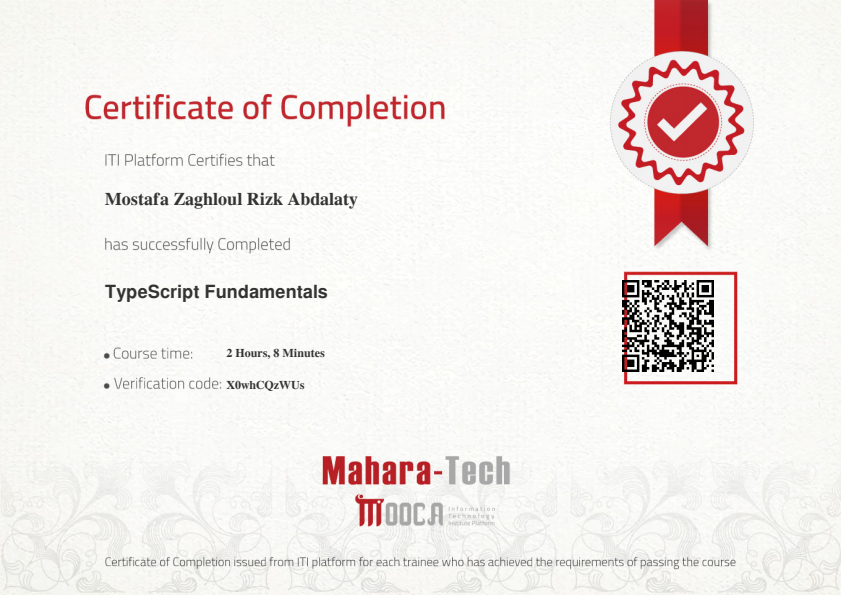 Certificate of Completion
ITI Platform Certifies that
Mostafa Zaghloul Rizk Abdalaty
has successfully Completed
TypeScript Fundamentals
• Course time: 2 Hours, 8 Minutes
• Verification code: X0whCQzWUs
Mahara-Tech
MOOCA
Information
Technology
Institute Platform
Certificate of Completion issued from ITI platform for each trainee who has achieved the requirements of passing the course